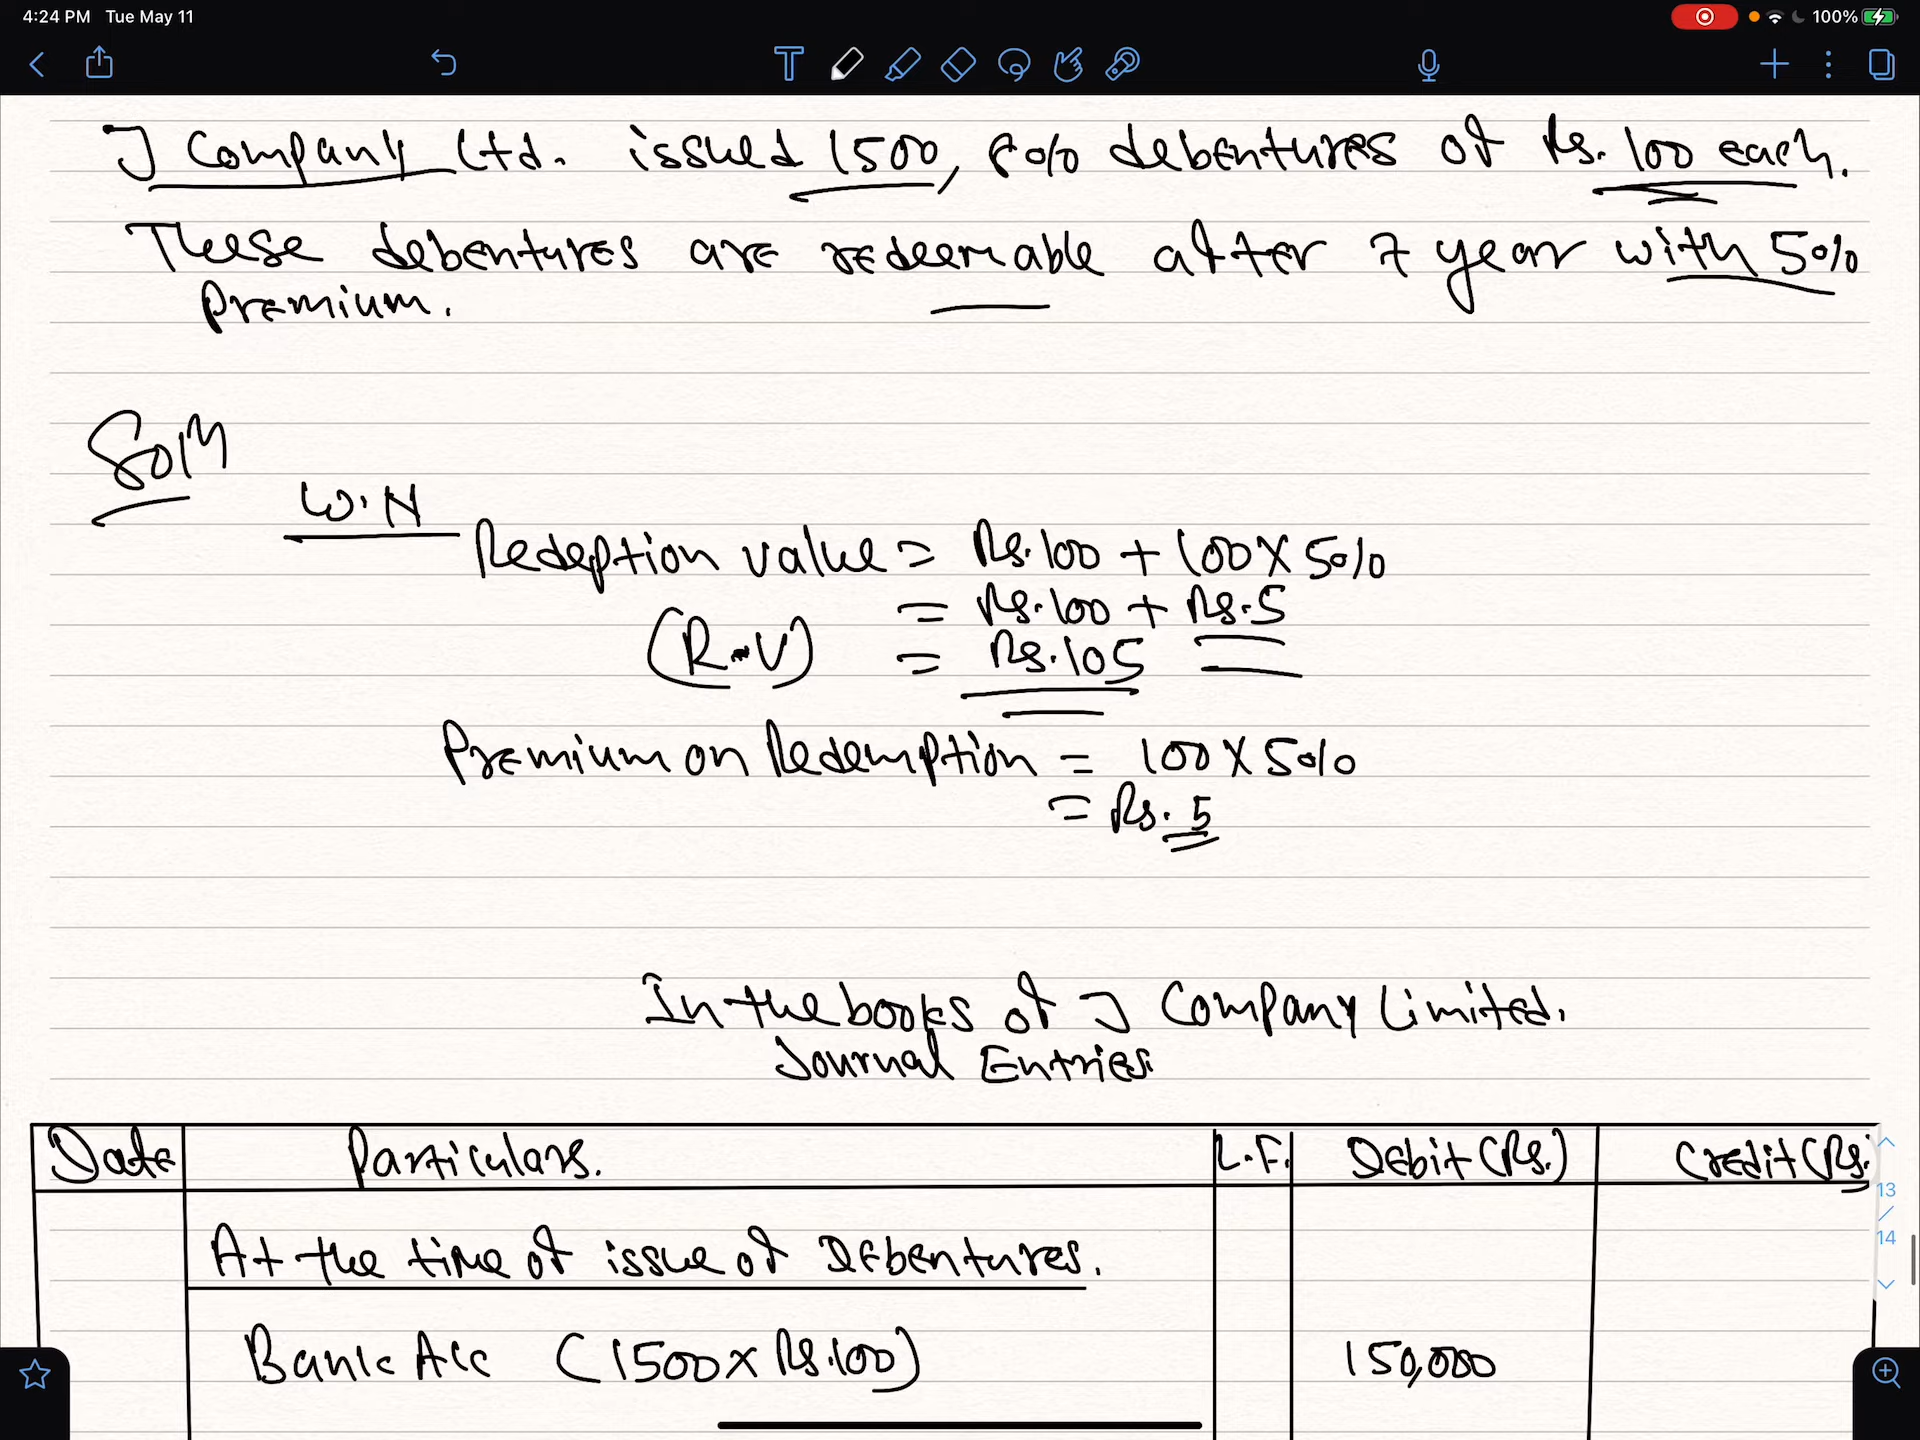 4:24 PM Tue May 11
100%
J Company Ltd. issued 1500, 8% debentures of Rs. 100 each.
These debentures are redeemable after 7 year with 5%
premium.
Soln
W.N
Redeption value = Rs.100 + 100 X 5%
= Rs.100 + Rs.5
(R.V) = Rs.105
Premium on Redemption = 100 X 5%
= Rs. 5
In the books of J Company Limited.
Journal Entries
Date Particulars. L.F. Debit (Rs.) Credit (Rs.
13
/
14
At the time of issue of Debentures.
Bank A/c (1500 x Rs.100) 150,000